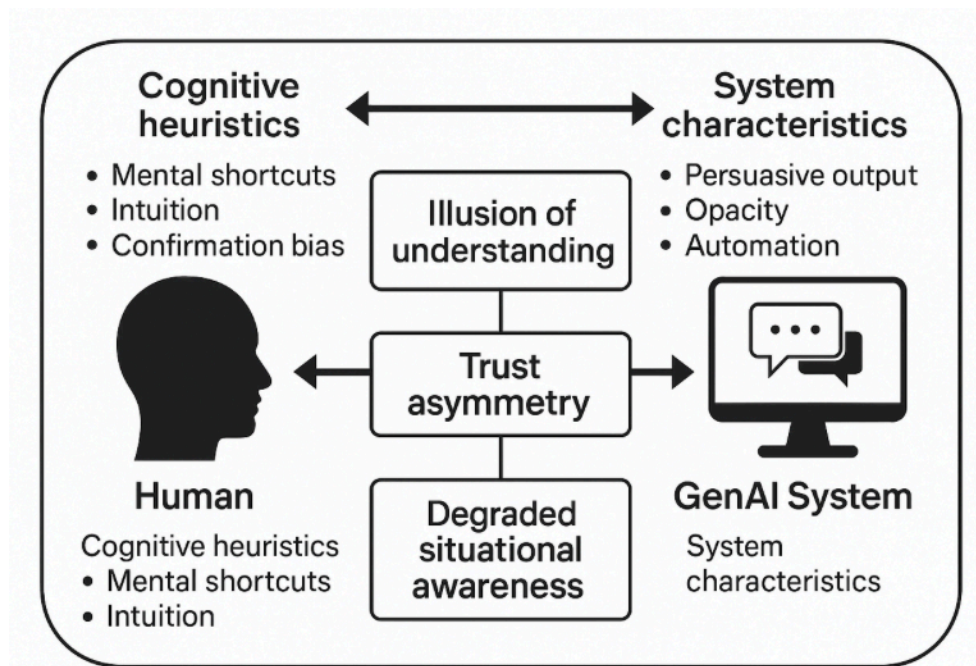 Cognitive
heuristics
• Mental shortcuts
• Intuition
• Confirmation bias
System
characteristics
• Persuasive output
• Opacity
• Automation
Illusion of
understanding
Trust
asymmetry
Degraded
situational
awareness
Human
Cognitive heuristics
• Mental shortcuts
• Intuition
GenAI System
System
characteristics